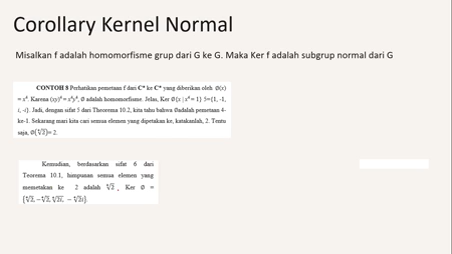 Corollary Kernel Normal
Misalkan f adalah homomorfisme grup dari G ke G. Maka Ker f adalah subgrup normal dari G
CONTOH 8 Perhatikan pemetaan f dari C* ke C* yang diberikan oleh ∅(x)
= x⁴. Karena (xy)⁴ = x⁴y⁴, ∅ adalah homomorfisme. Jelas, Ker ∅{x | x⁴ = 1} 5={1, -1,
i, -i}. Jadi, dengan sifat 5 dari Theorema 10.2, kita tahu bahwa ∅adalah pemetaan 4-
ke-1. Sekarang mari kita cari semua elemen yang dipetakan ke, katakanlah, 2. Tentu
saja, ∅(∜2)= 2.
Kemudian, berdasarkan sifat 6 dari
Teorema 10.1, himpunan semua elemen yang
memetakan ke 2 adalah ∜2 , Ker ∅ =
{∜2, −∜2, ∜2i, −∜2i}.